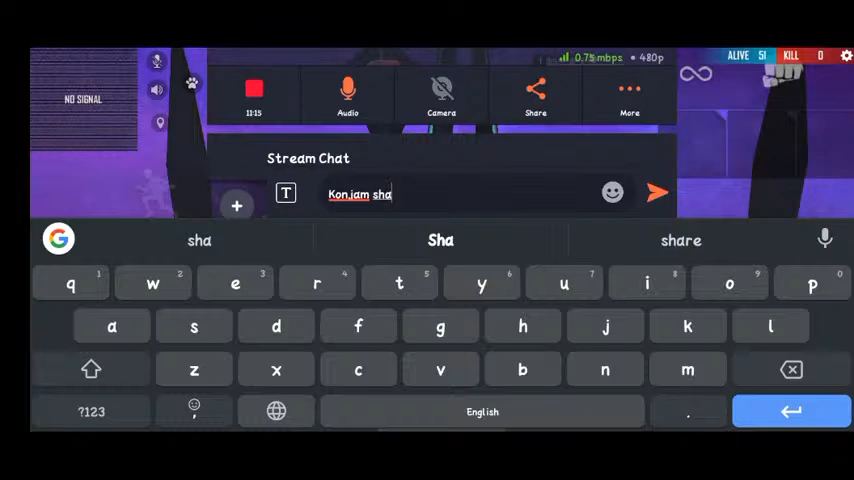 0.75 mbps • 480p
ALIVE 51 KILL 0
NO SIGNAL
11:15 Audio Camera Share More
Stream Chat
T Konjam sha
sha Sha share
q 1 w 2 e 3 r 4 t 5 y 6 u 7 i 8 o 9 p 0
a s d f g h j k l
z x c v b n m
?123 , English .